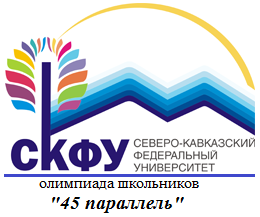 СКФУ
СЕВЕРО-КАВКАЗСКИЙ
ФЕДЕРАЛЬНЫЙ
УНИВЕРСИТЕТ
олимпиада школьников
"45 параллель"